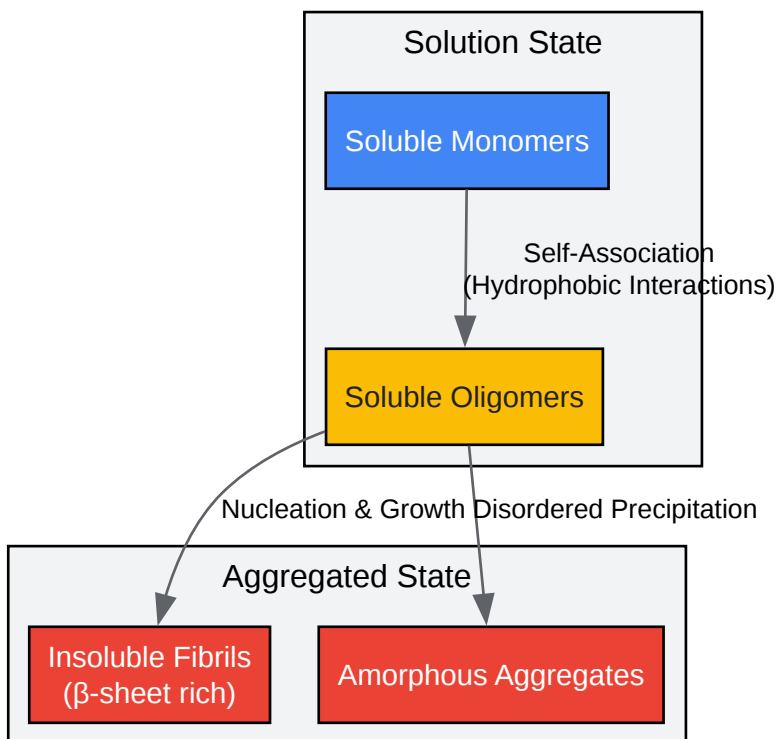 Solution State
Soluble Monomers
Self-Association
(Hydrophobic Interactions)
Soluble Oligomers
Nucleation & Growth
Disordered Precipitation
Aggregated State
Insoluble Fibrils
(β-sheet rich)
Amorphous Aggregates